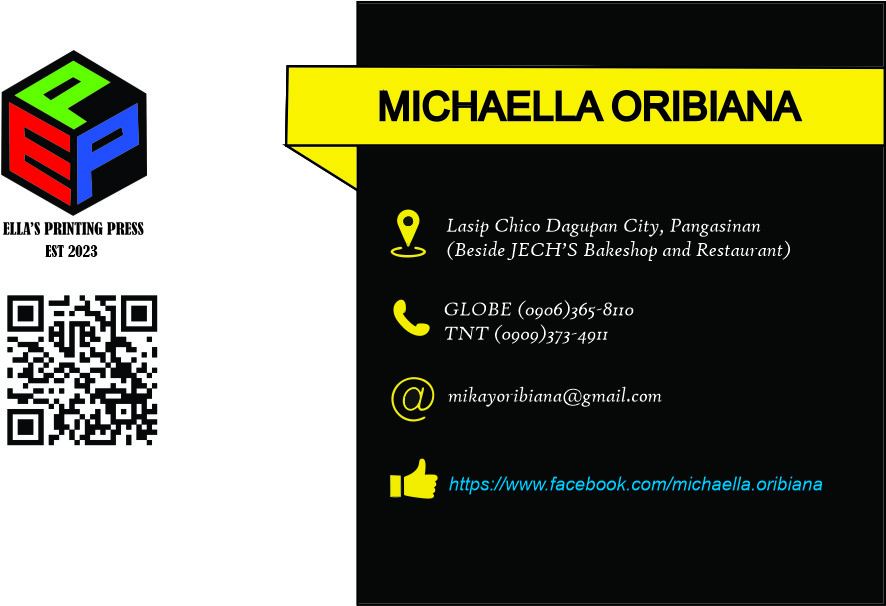 EPP
ELLA'S PRINTING PRESS
EST 2023
MICHAELLA ORIBIANA
Lasip Chico Dagupan City, Pangasinan
(Beside JECH'S Bakeshop and Restaurant)
GLOBE (0906)365-8110
TNT (0909)373-4911
@ mikayoribiana@gmail.com
https://www.facebook.com/michaella.oribiana